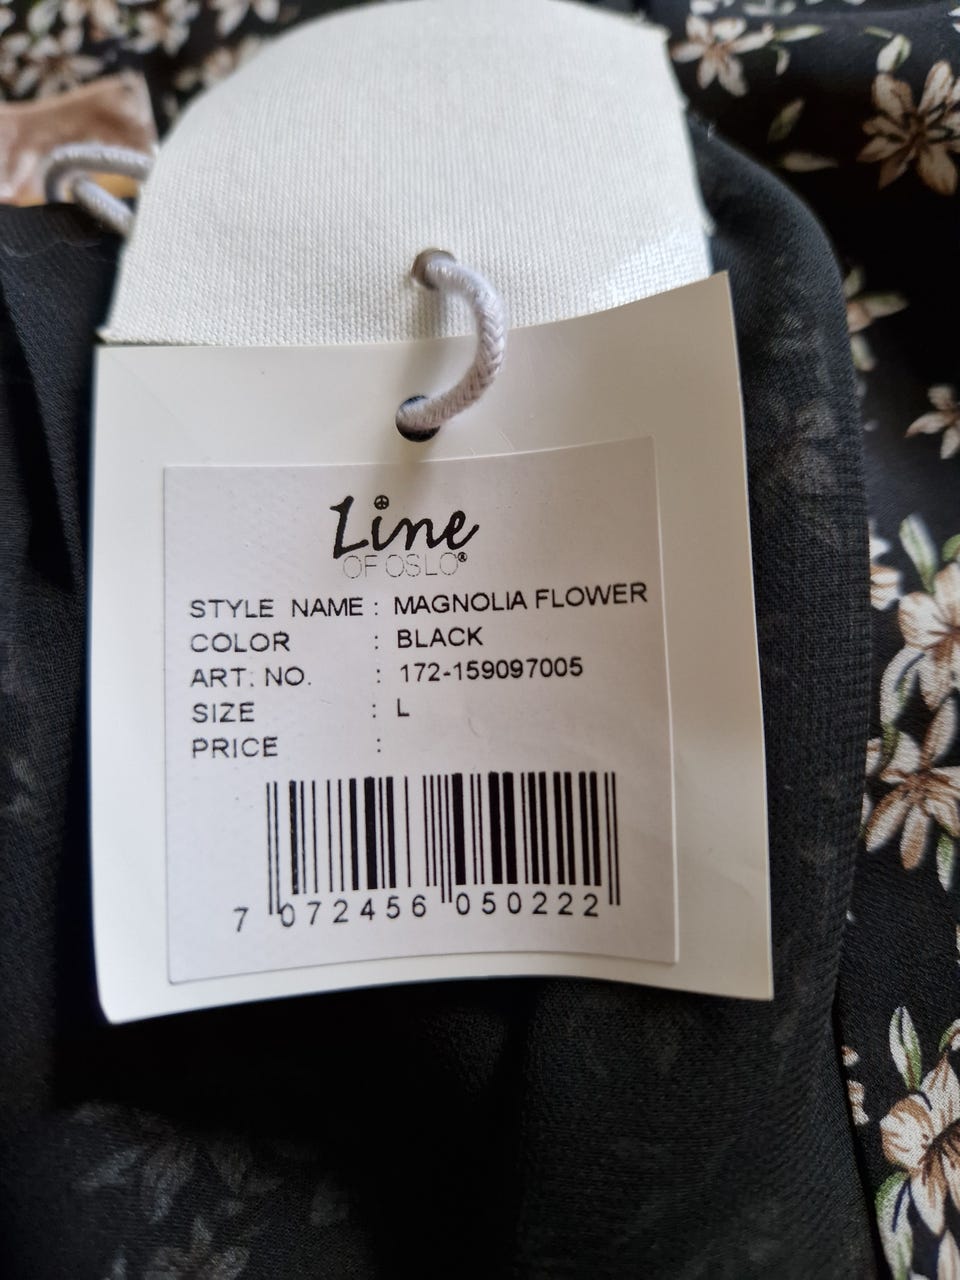 Line
OF OSLO®
STYLE NAME : MAGNOLIA FLOWER
COLOR : BLACK
ART. NO. : 172-159097005
SIZE : L
PRICE :
7 072456 050222